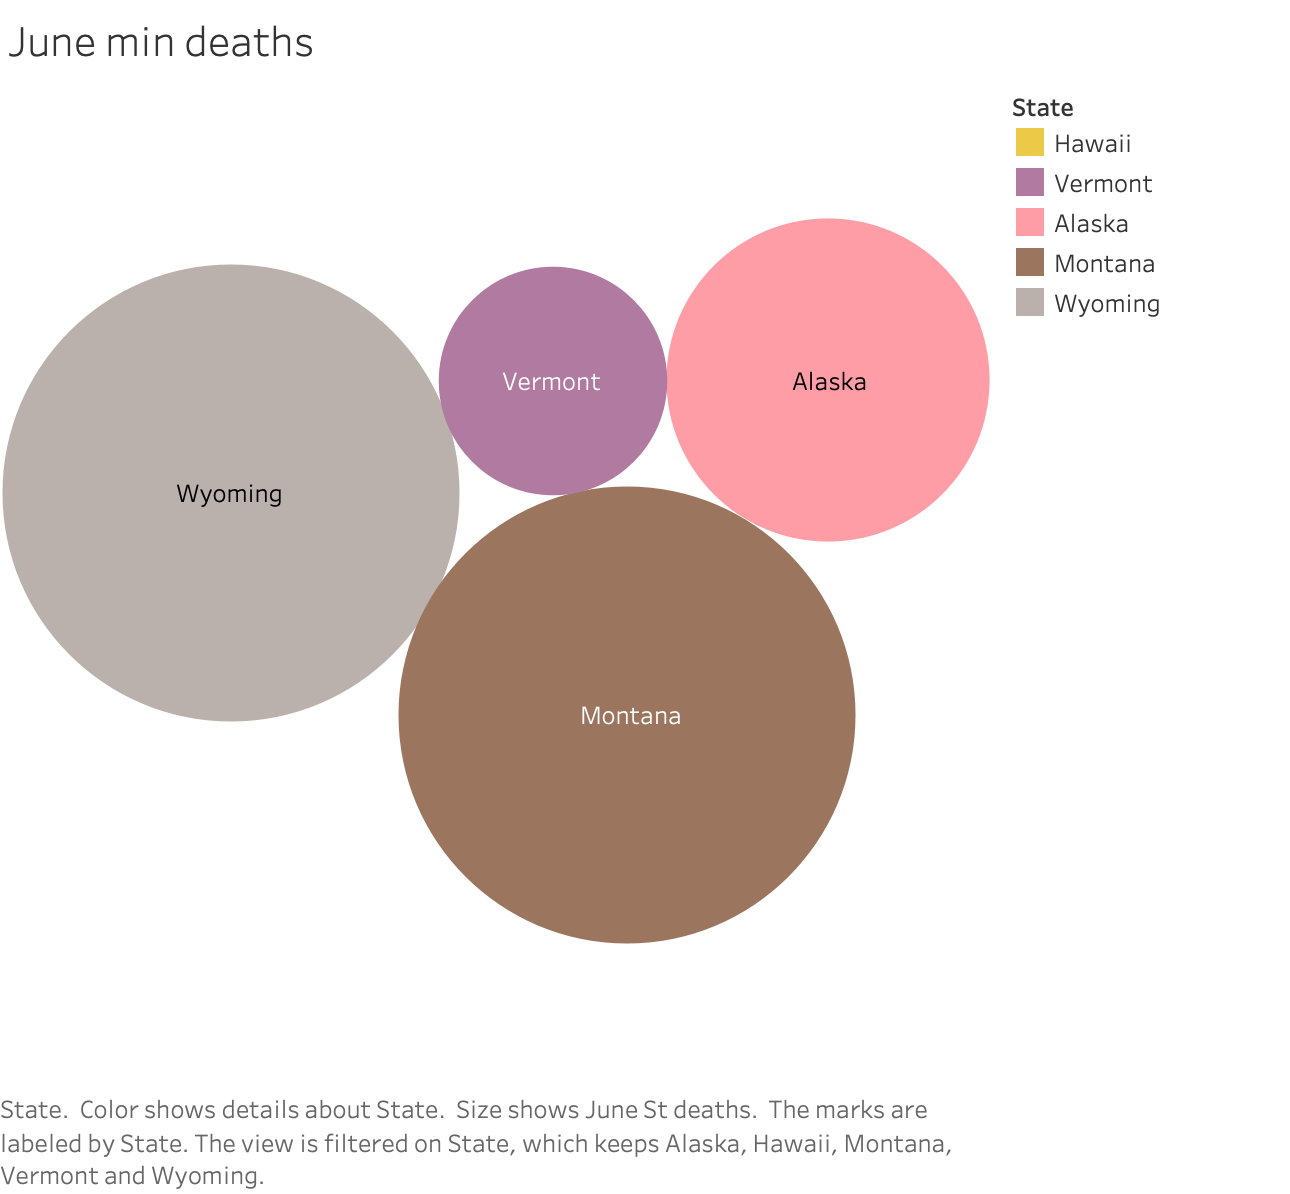 June min deaths
State
Hawaii
Vermont
Alaska
Montana
Wyoming
Vermont
Alaska
Wyoming
Montana
State.  Color shows details about State.  Size shows June St deaths.  The marks are
labeled by State. The view is filtered on State, which keeps Alaska, Hawaii, Montana,
Vermont and Wyoming.